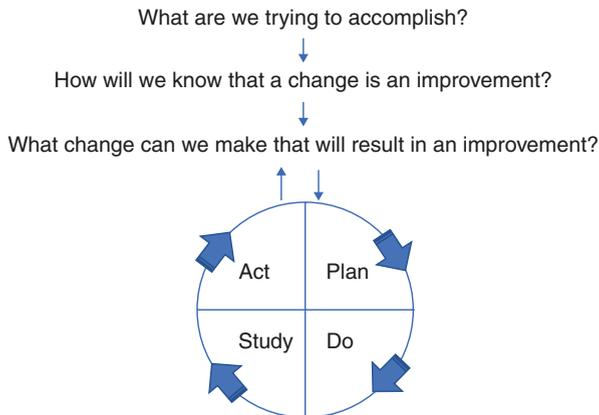 What are we trying to accomplish?
How will we know that a change is an improvement?
What change can we make that will result in an improvement?
Act Plan
Study Do